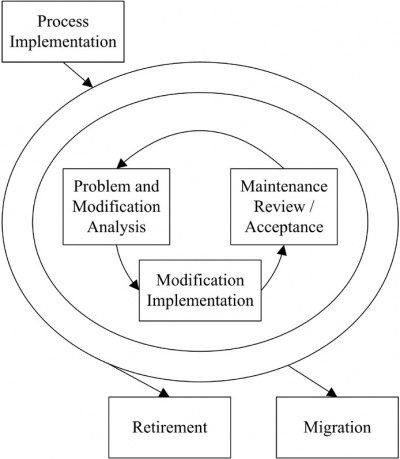 Process
Implementation
Problem and
Modification
Analysis
Maintenance
Review /
Acceptance
Modification
Implementation
Retirement
Migration